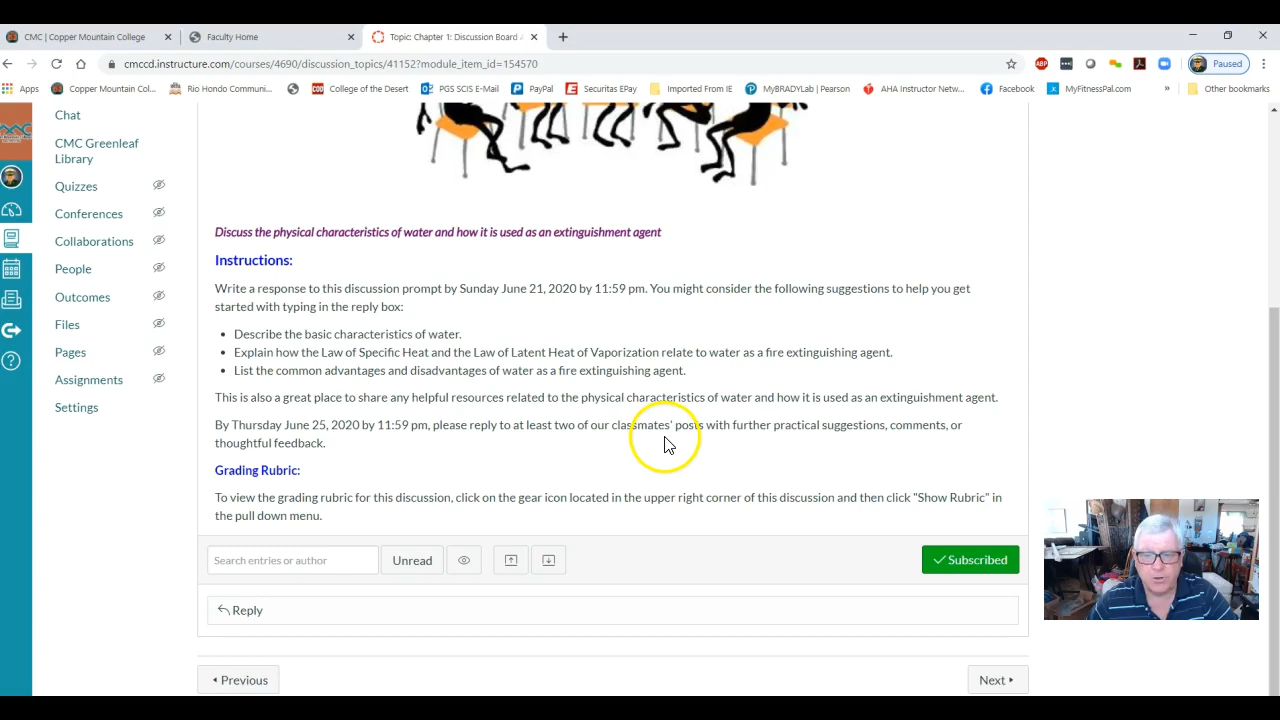 CMC | Copper Mountain College
Faculty Home
Topic: Chapter 1: Discussion Board
cmccd.instructure.com/courses/4690/discussion_topics/41152?module_item_id=154570
ABP
Paused
Apps
Copper Mountain Col...
Rio Hondo Communi...
COD
College of the Desert
PGS SCIS E-Mail
PayPal
Securitas EPay
Imported From IE
MyBRADYLab | Pearson
AHA Instructor Netw...
Facebook
MyFitnessPal.com
»
Other bookmarks
Chat
CMC Greenleaf
Library
Quizzes
Conferences
Collaborations
People
Outcomes
Files
Pages
Assignments
Settings
Discuss the physical characteristics of water and how it is used as an extinguishment agent
Instructions:
Write a response to this discussion prompt by Sunday June 21, 2020 by 11:59 pm. You might consider the following suggestions to help you get
started with typing in the reply box:
• Describe the basic characteristics of water.
• Explain how the Law of Specific Heat and the Law of Latent Heat of Vaporization relate to water as a fire extinguishing agent.
• List the common advantages and disadvantages of water as a fire extinguishing agent.
This is also a great place to share any helpful resources related to the physical characteristics of water and how it is used as an extinguishment agent.
By Thursday June 25, 2020 by 11:59 pm, please reply to at least two of our classmates' posts with further practical suggestions, comments, or
thoughtful feedback.
Grading Rubric:
To view the grading rubric for this discussion, click on the gear icon located in the upper right corner of this discussion and then click "Show Rubric" in
the pull down menu.
Search entries or author
Unread
Subscribed
Reply
Previous
Next